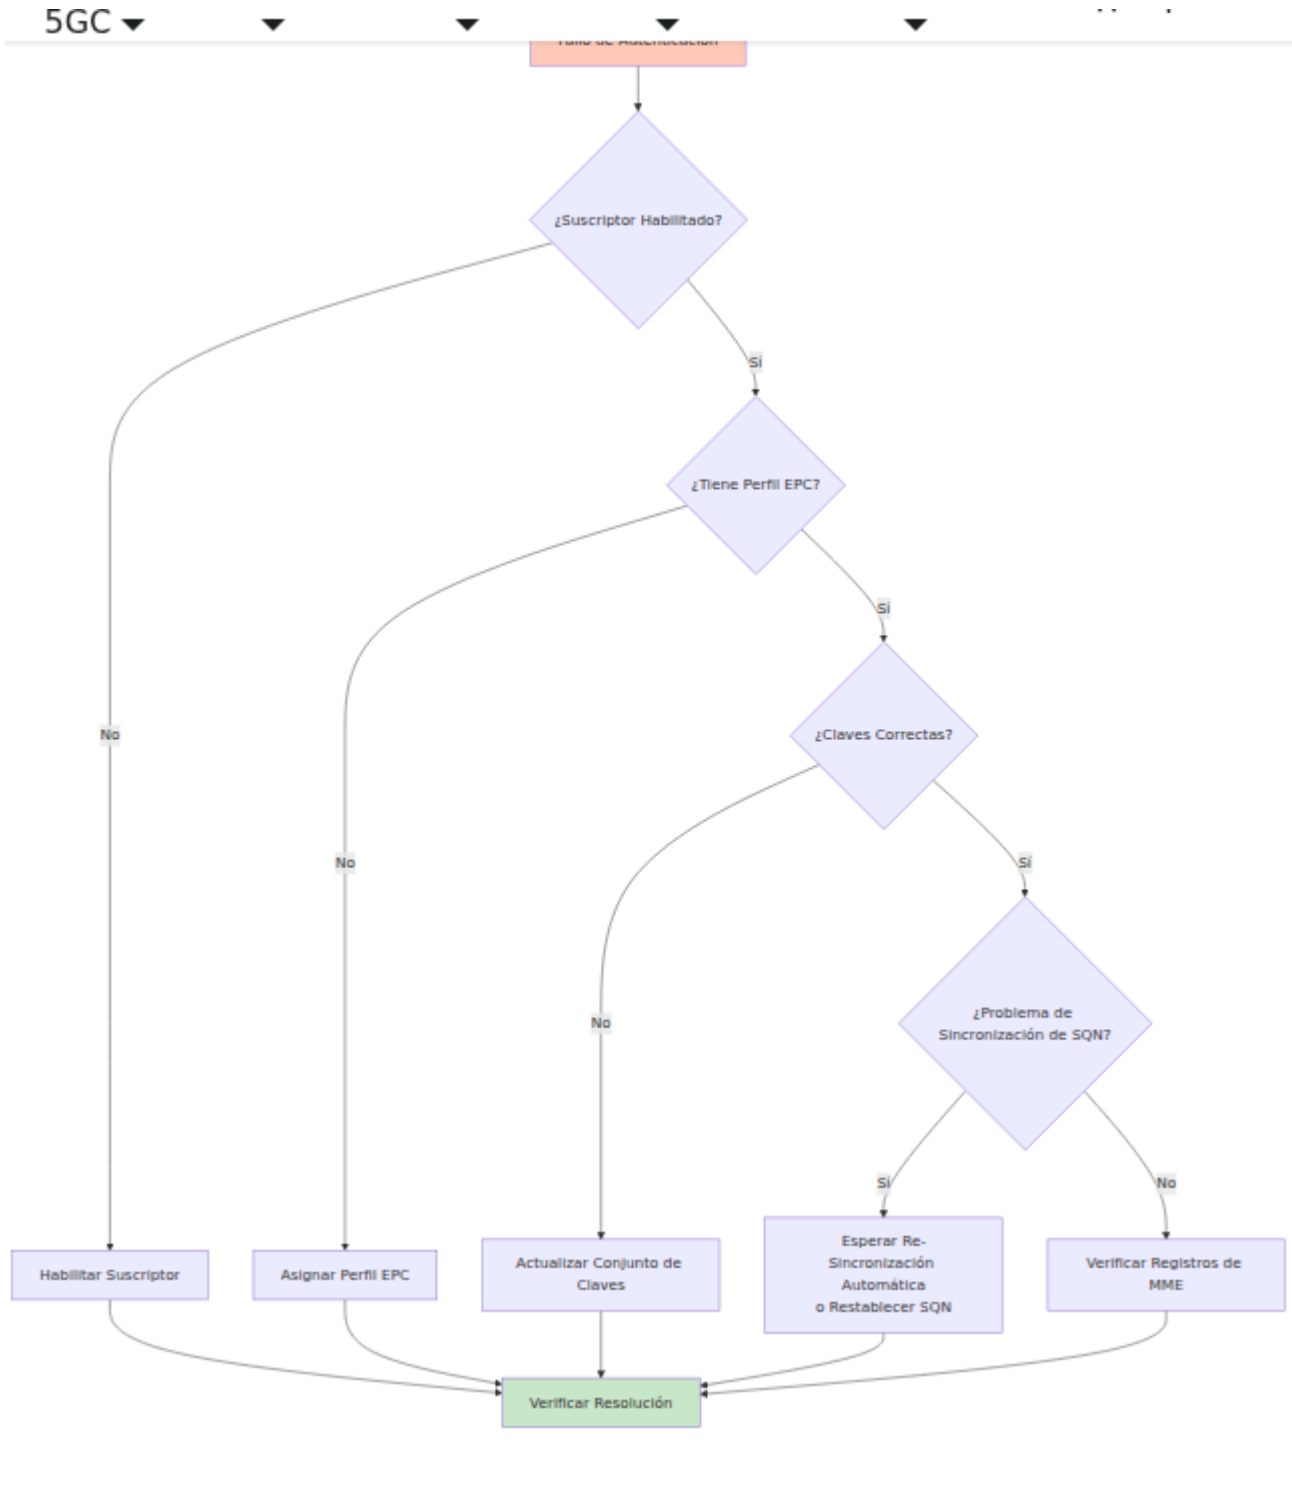 5GC
de Autenticación
¿Suscriptor Habilitado?
Sí
¿Tiene Perfil EPC?
Sí
¿Claves Correctas?
No
No
Sí
¿Problema de
Sincronización de SQN?
No
Sí
No
Habilitar Suscriptor
Asignar Perfil EPC
Actualizar Conjunto de
Claves
Esperar Re-
Sincronización
Automática
o Restablecer SQN
Verificar Registros de
MME
Verificar Resolución